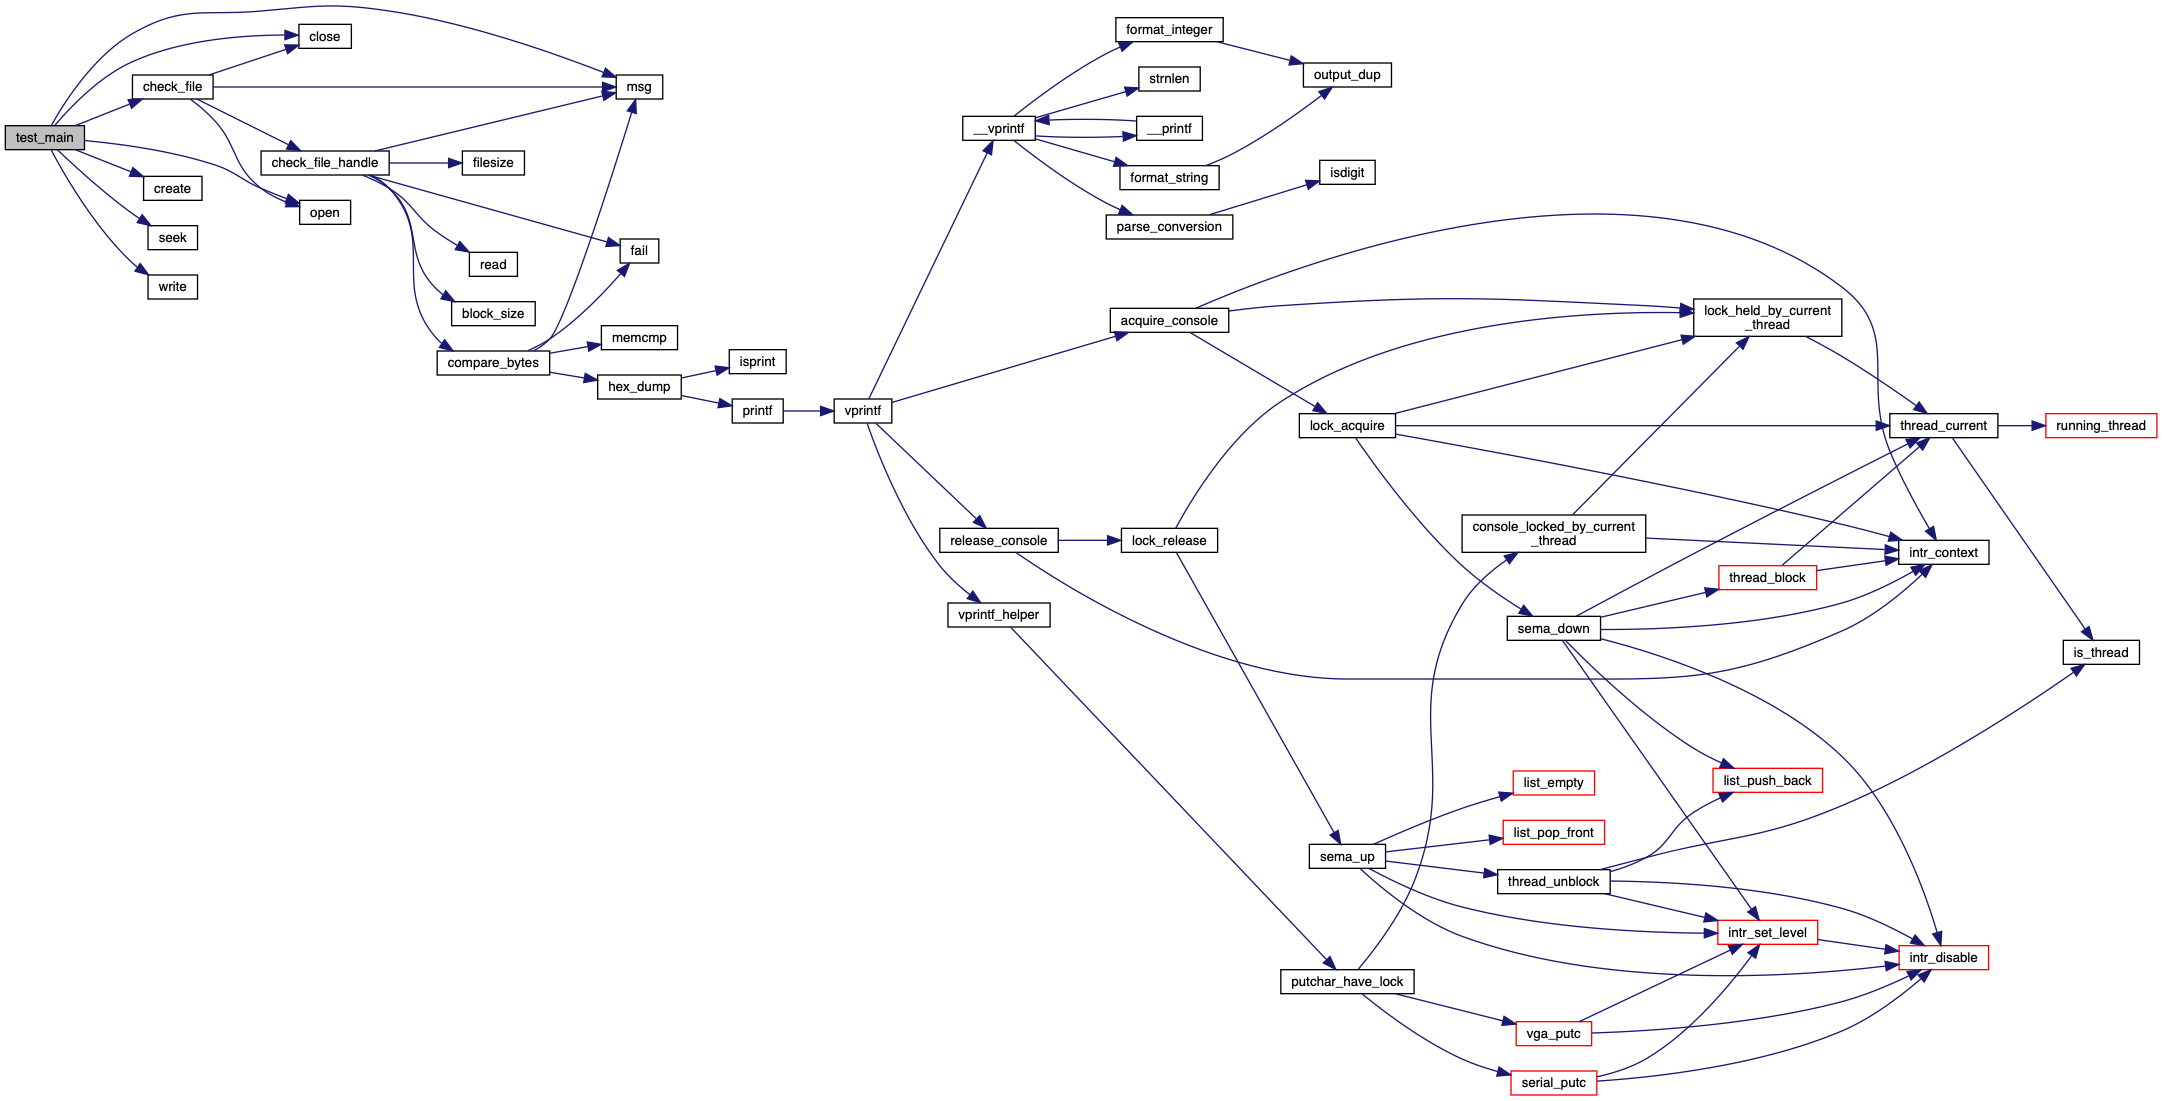 test_main
close
check_file
msg
check_file_handle
filesize
create
open
seek
write
fail
read
block_size
memcmp
compare_bytes
hex_dump
isprint
printf
vprintf
format_integer
output_dup
strnlen
__vprintf
__printf
format_string
isdigit
parse_conversion
acquire_console
lock_held_by_current
_thread
lock_acquire
thread_current
running_thread
release_console
lock_release
console_locked_by_current
_thread
intr_context
thread_block
vprintf_helper
sema_down
is_thread
list_empty
list_push_back
list_pop_front
sema_up
thread_unblock
intr_set_level
intr_disable
putchar_have_lock
vga_putc
serial_putc